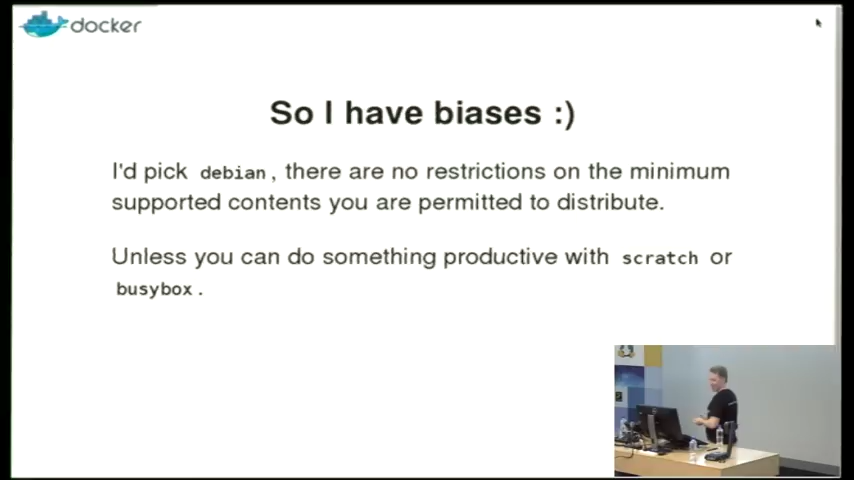 docker
So I have biases :)
I'd pick debian, there are no restrictions on the minimum
supported contents you are permitted to distribute.
Unless you can do something productive with scratch or
busybox.